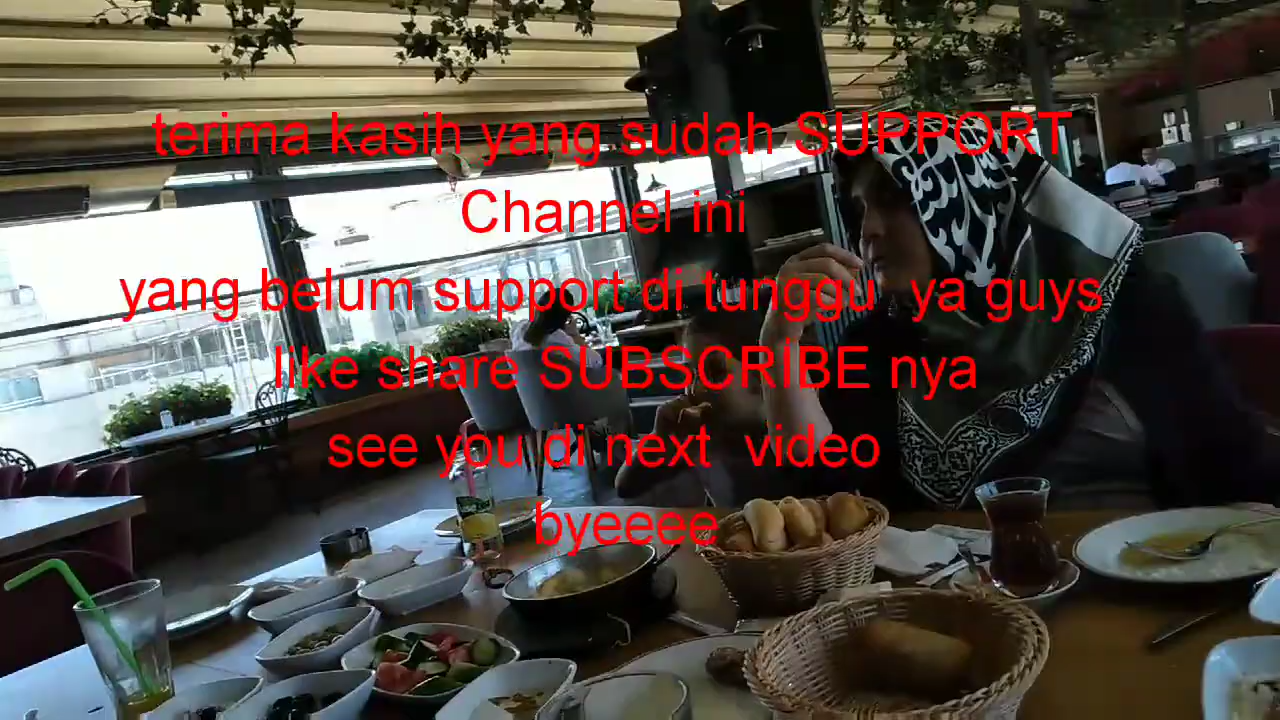 terima kasih yang sudah SUPPORT
Channel ini
yang belum support di tunggu  ya guys
like share SUBSCRİBE nya
see you di next  video
byeeee